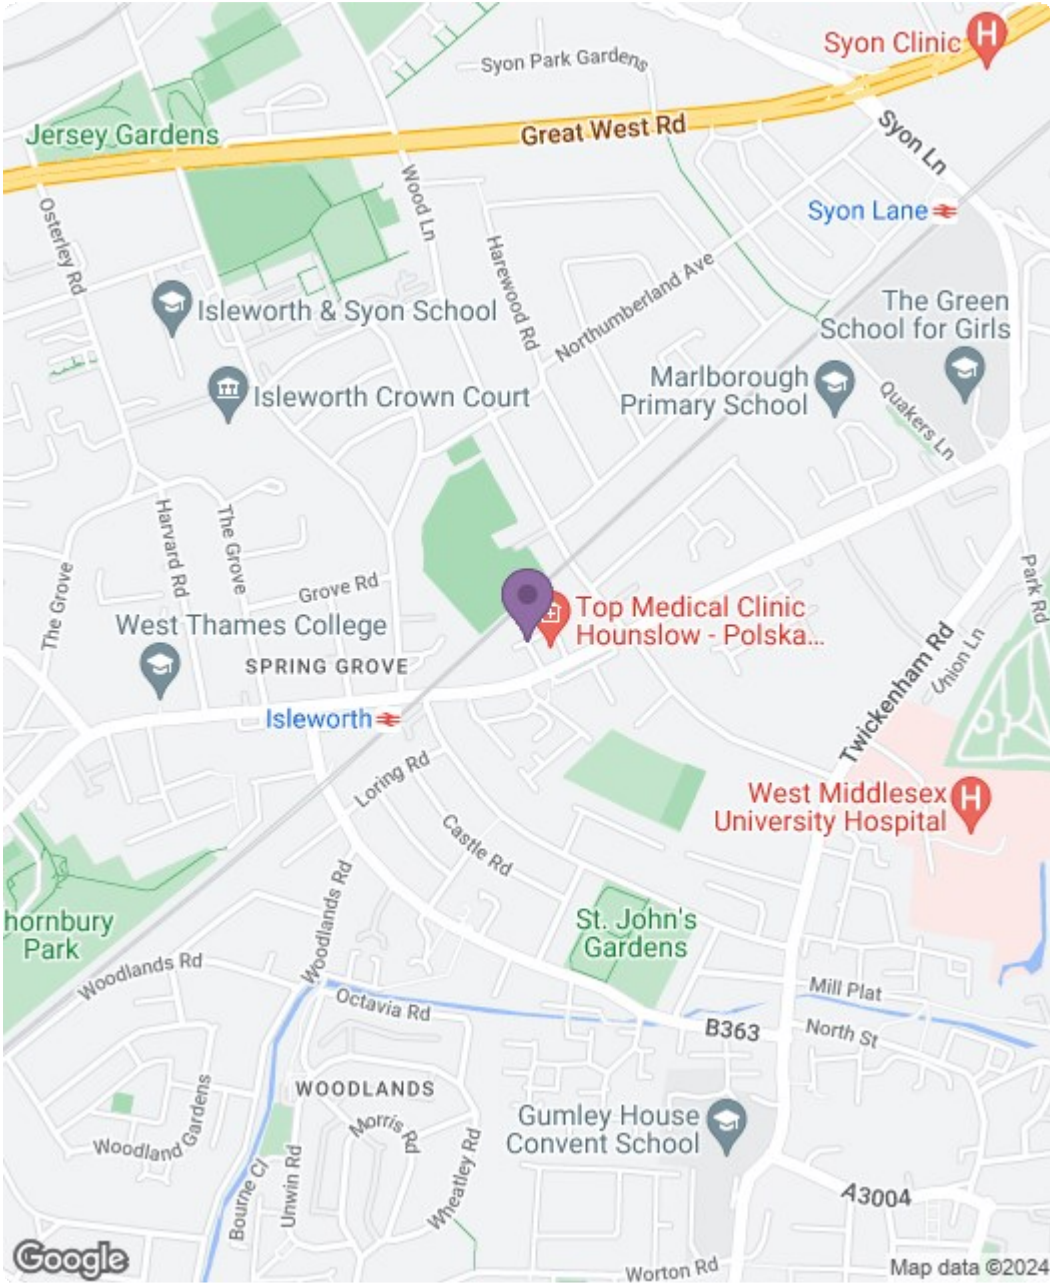 Syon Clinic
H
Syon Park Gardens
Great West Rd
Jersey Gardens
Syon Ln
Wood Ln
Osterley Rd
Syon Lane
Harewood Rd
Northumberland Ave
Isleworth & Syon School
The Green
School for Girls
Isleworth Crown Court
Marlborough
Primary School
Quakers Ln
Harvard Rd
The Grove
The Grove
Grove Rd
Park Rd
West Thames College
Top Medical Clinic
Hounslow - Polska...
SPRING GROVE
Union Ln
Twickenham Rd
Isleworth
Loring Rd
West Middlesex
University Hospital
H
Castle Rd
Woodlands Rd
hornbury
Park
St. John's
Gardens
Woodlands Rd
Octavia Rd
Mill Plat
B363
North St
WOODLANDS
Woodland Gardens
Morris Rd
Gumley House
Convent School
Wheatley Rd
Unwin Rd
Bourne Cl
A3004
Worton Rd
Google
Map data ©2024